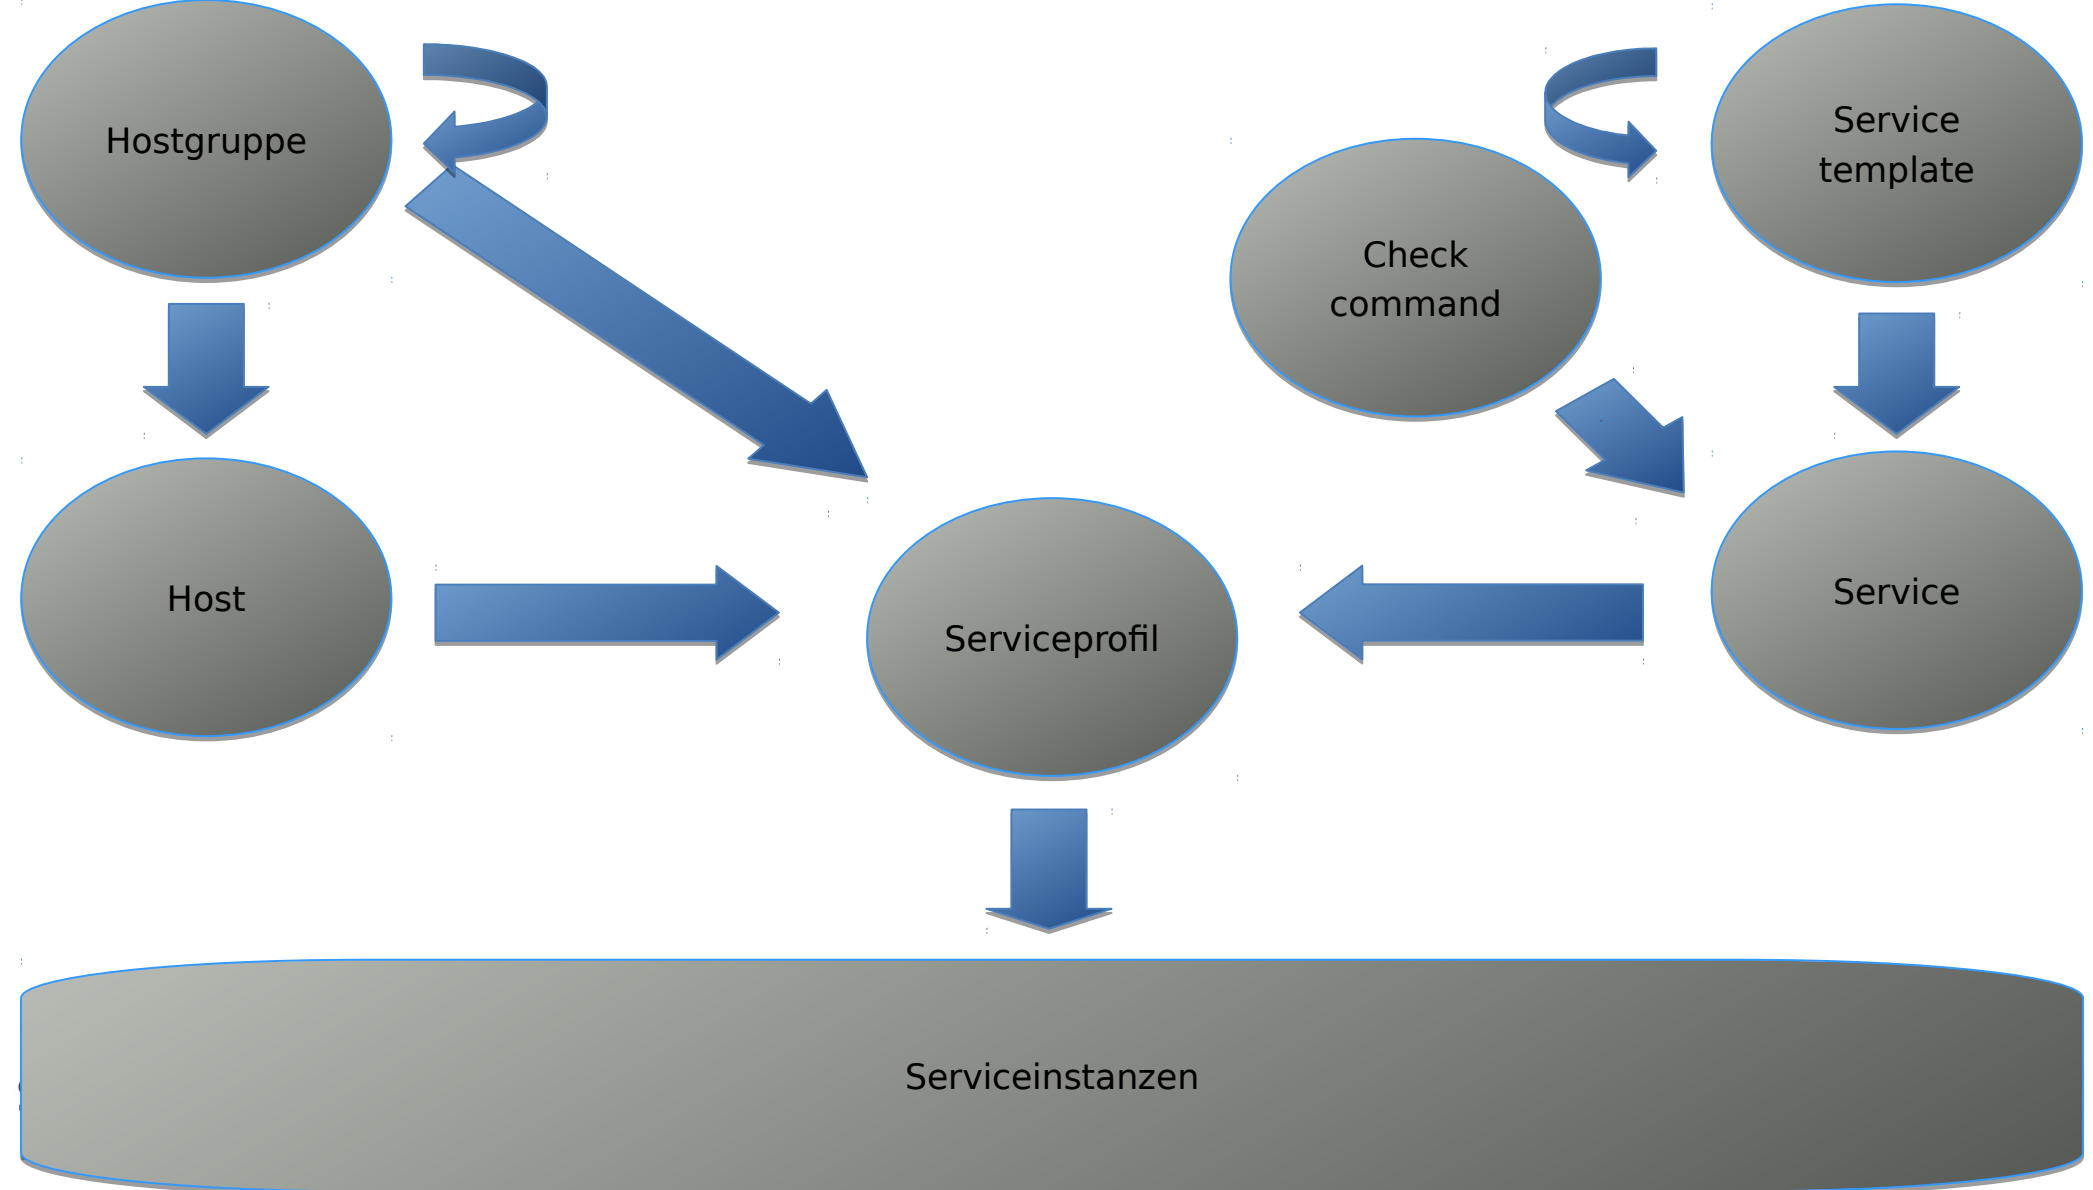 Hostgruppe
Service
template
Check
command
Host
Serviceprofil
Service
Serviceinstanzen